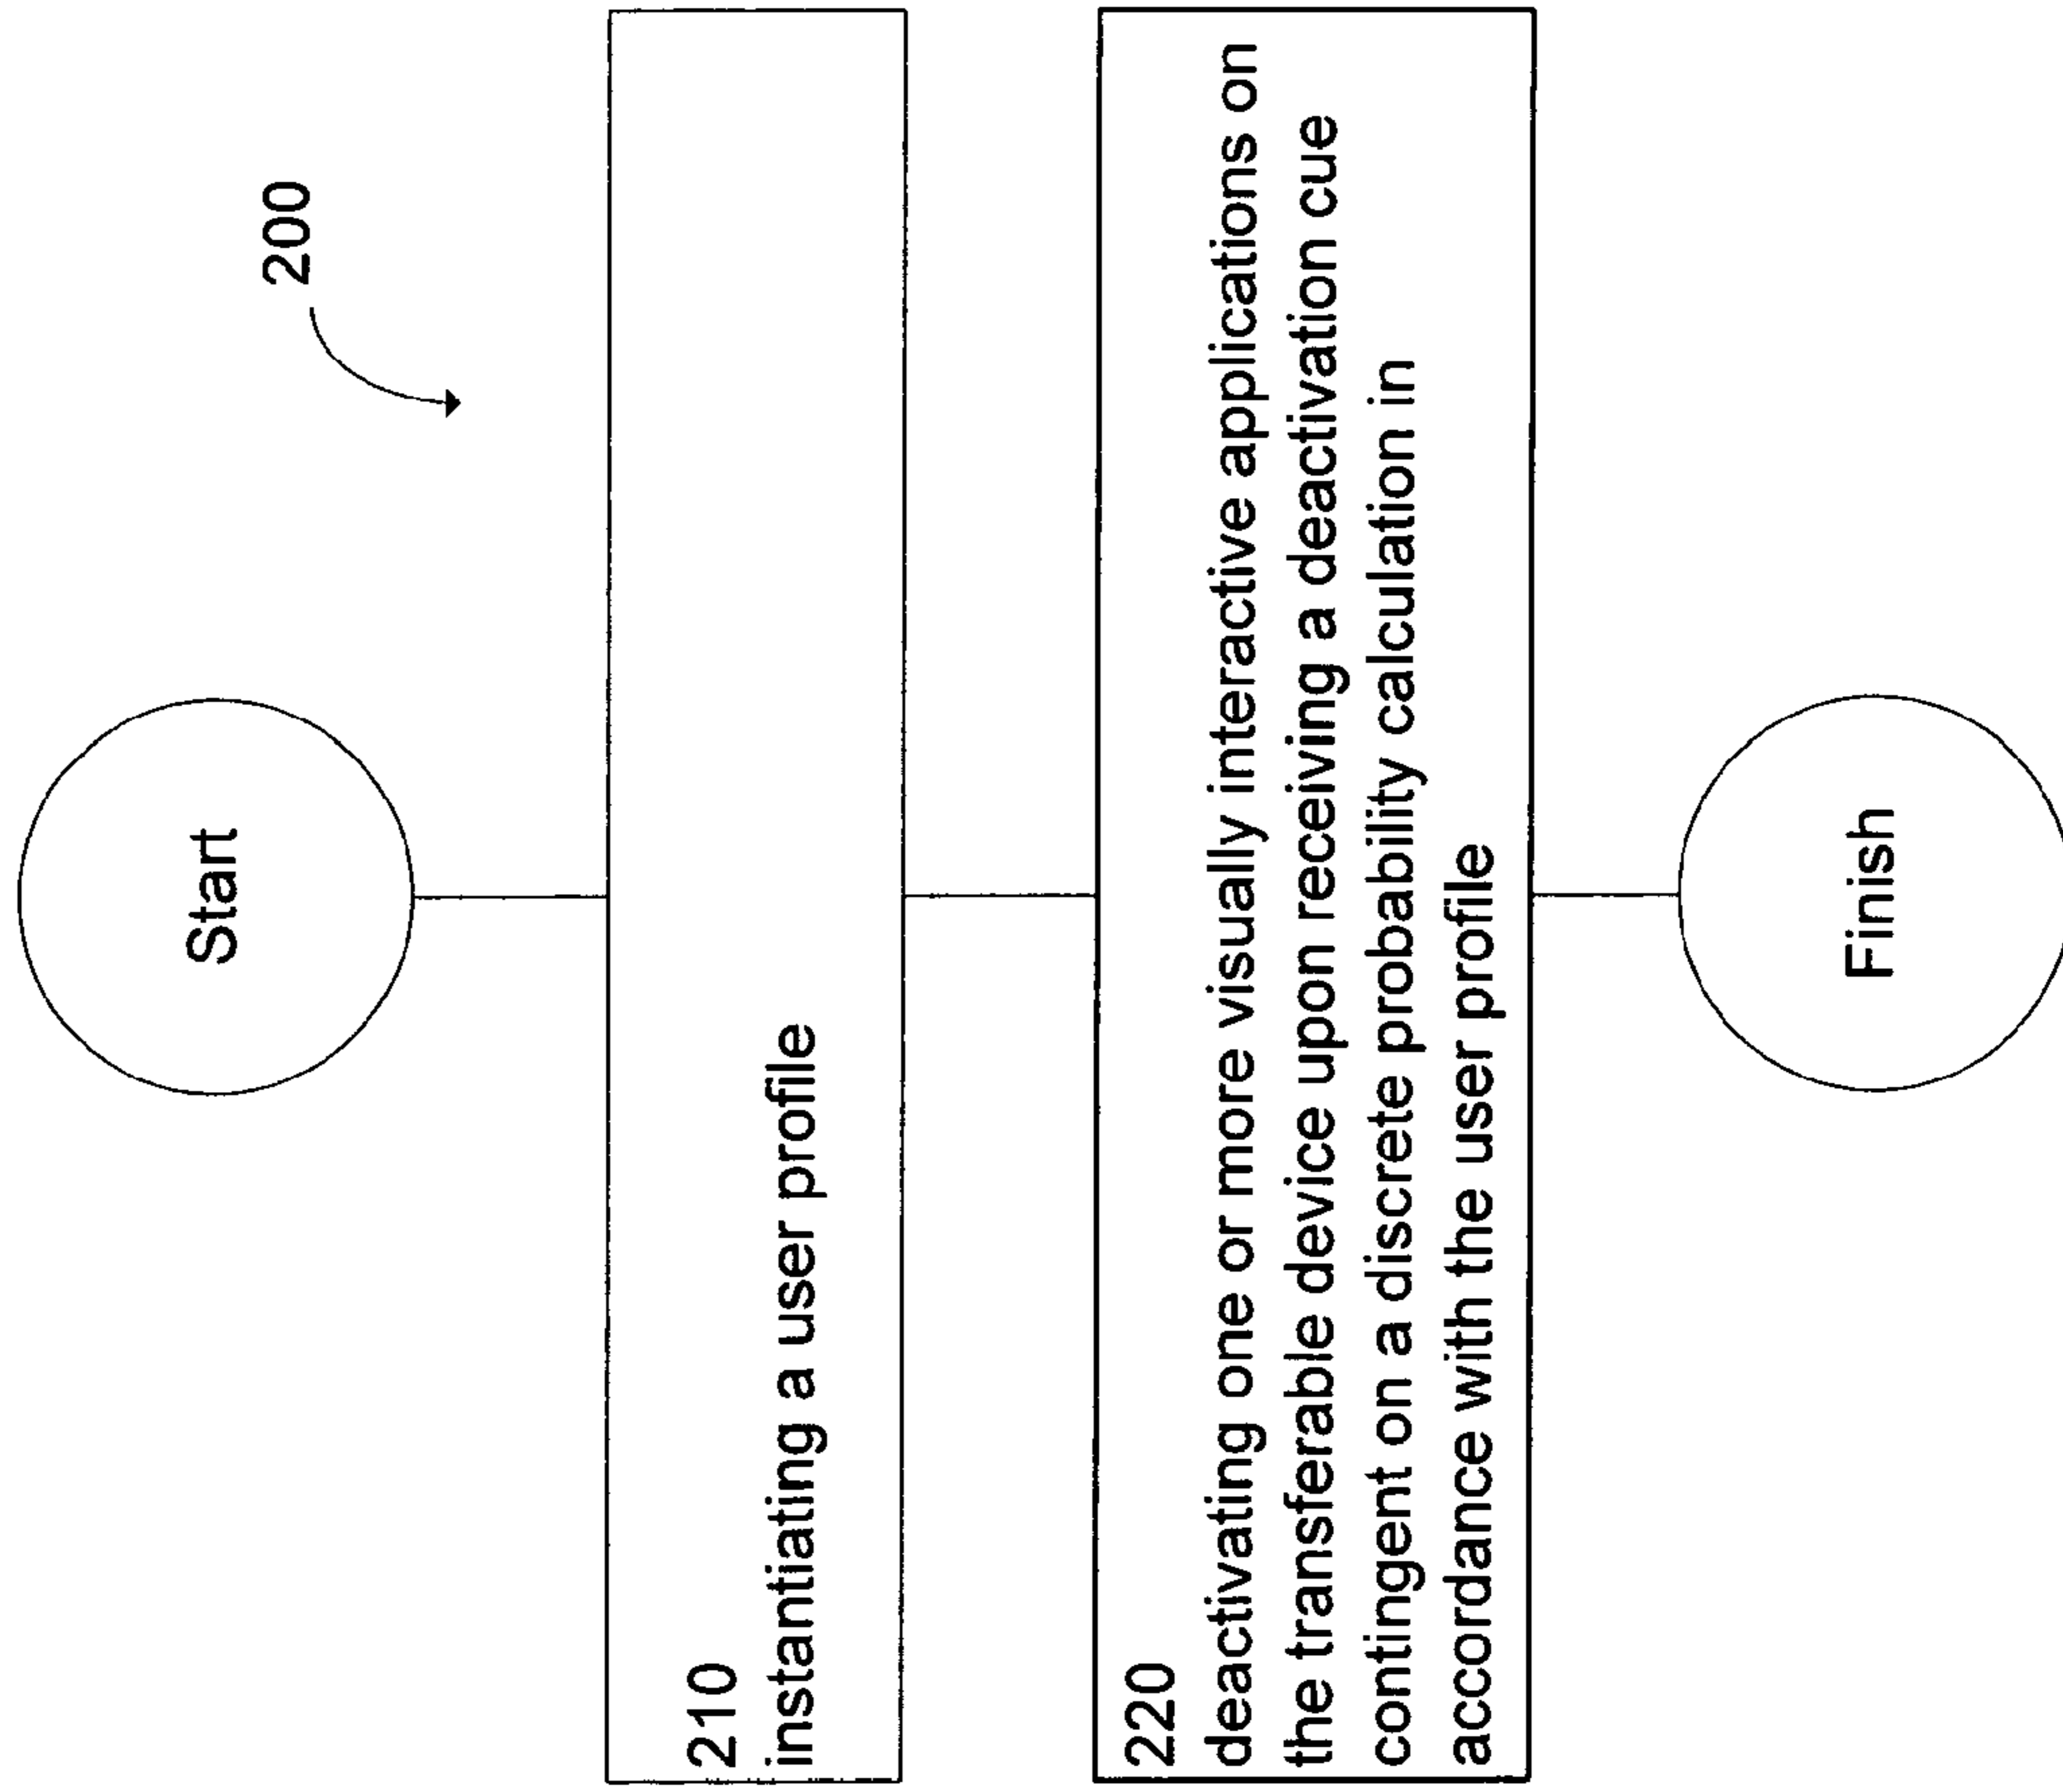 Start
200
210
instantiating a user profile
220
deactivating one or more visually interactive applications on
the transferable device upon receiving a deactivation cue
contingent on a discrete probability calculation in
accordance with the user profile
Finish